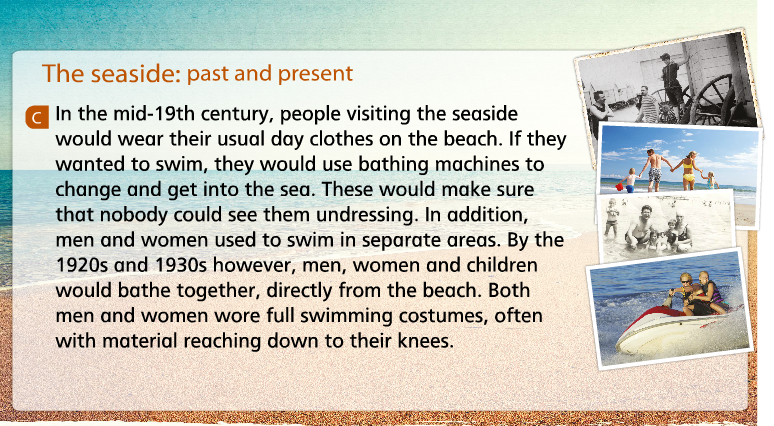 The seaside: past and present
C In the mid-19th century, people visiting the seaside
would wear their usual day clothes on the beach. If they
wanted to swim, they would use bathing machines to
change and get into the sea. These would make sure
that nobody could see them undressing. In addition,
men and women used to swim in separate areas. By the
1920s and 1930s however, men, women and children
would bathe together, directly from the beach. Both
men and women wore full swimming costumes, often
with material reaching down to their knees.